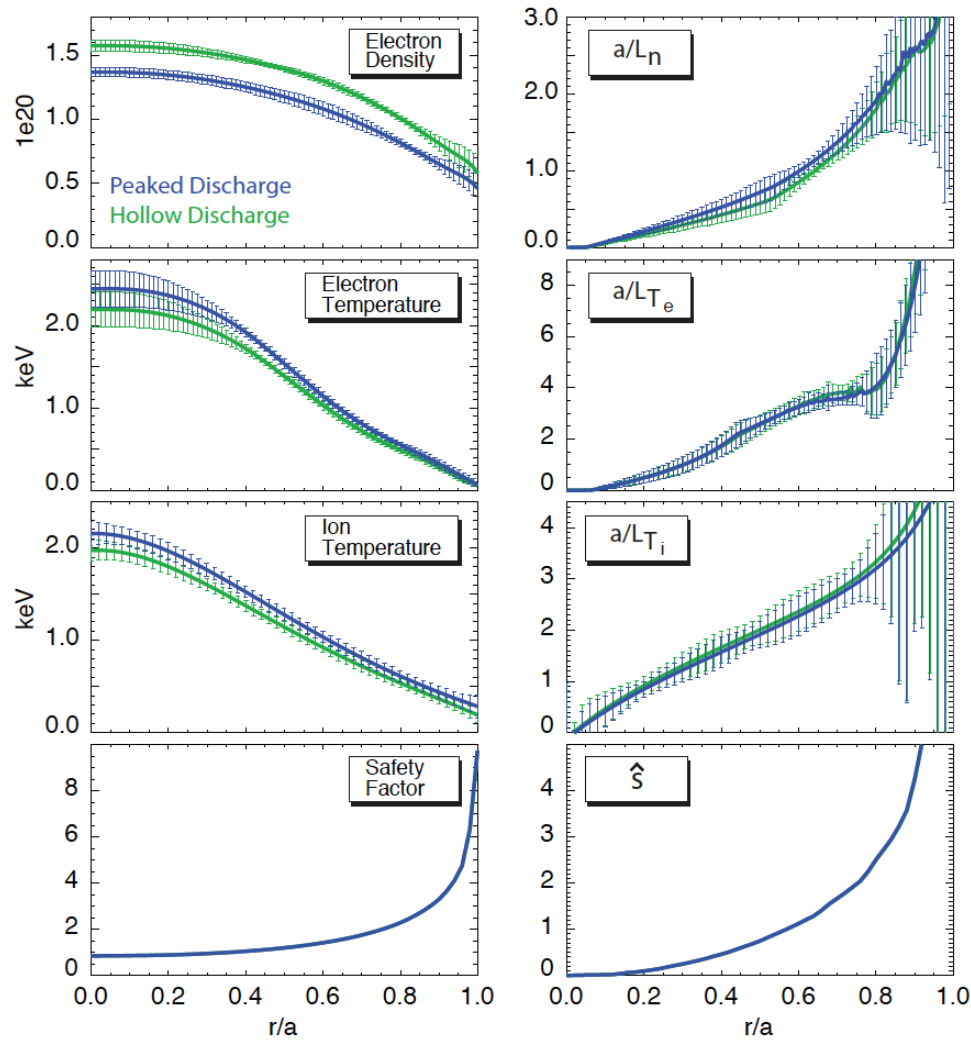 Electron
Density
1e20
1.5
1.0
0.5
0.0
Peaked Discharge
Hollow Discharge
a/Ln
3.0
2.0
1.0
0.0
Electron
Temperature
keV
2.0
1.0
0.0
a/LTe
8
6
4
2
0
Ion
Temperature
keV
2.0
1.0
0.0
a/LTi
4
3
2
1
0
Safety
Factor
8
6
4
2
0
0.0 0.2 0.4 0.6 0.8 1.0
r/a
ŝ
4
3
2
1
0
0.0 0.2 0.4 0.6 0.8 1.0
r/a